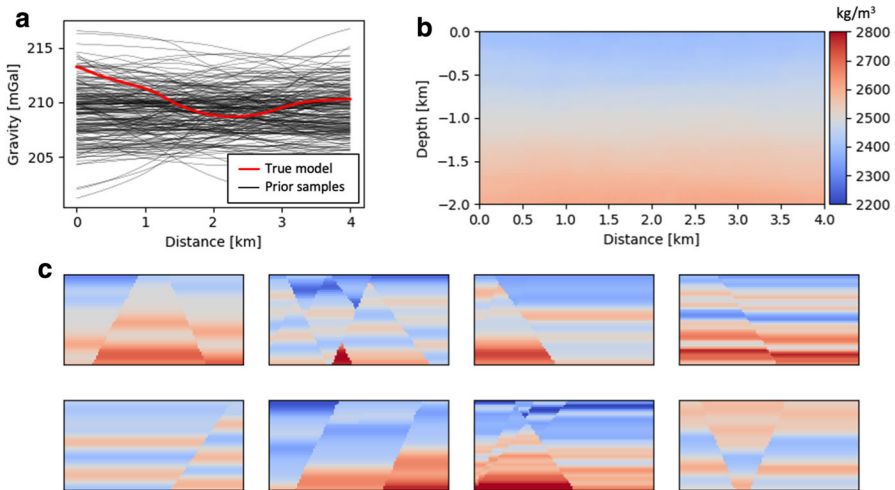 a
215
210
205
Gravity [mGal]
True model
Prior samples
0 1 2 3 4
Distance [km]
b
kg/m³
0.0
−0.5
−1.0
−1.5
−2.0
Depth [km]
0.0 0.5 1.0 1.5 2.0 2.5 3.0 3.5 4.0
Distance [km]
2800
2700
2600
2500
2400
2300
2200
c